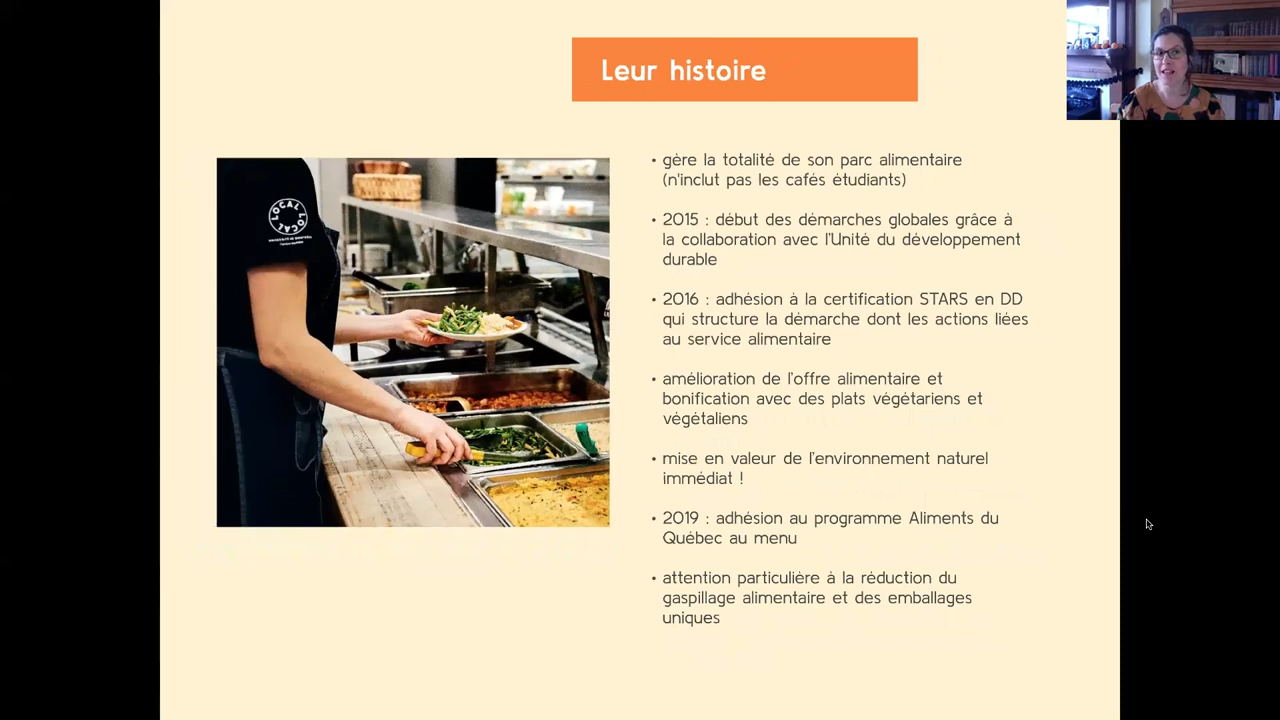 Leur histoire
LOCAL LOCAL
• gère la totalité de son parc alimentaire
(n'inclut pas les cafés étudiants)
• 2015 : début des démarches globales grâce à
la collaboration avec l'Unité du développement
durable
• 2016 : adhésion à la certification STARS en DD
qui structure la démarche dont les actions liées
au service alimentaire
• amélioration de l'offre alimentaire et
bonification avec des plats végétariens et
végétaliens
• mise en valeur de l'environnement naturel
immédiat !
• 2019 : adhésion au programme Aliments du
Québec au menu
• attention particulière à la réduction du
gaspillage alimentaire et des emballages
uniques